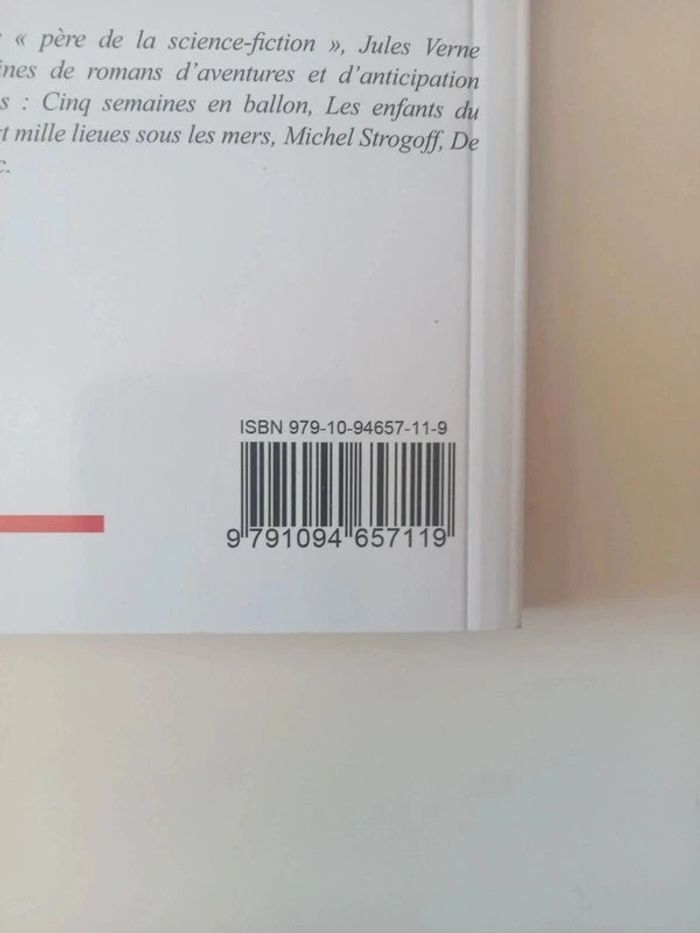 « père de la science-fiction », Jules Verne
ines de romans d'aventures et d'anticipation
s : Cinq semaines en ballon, Les enfants du
t mille lieues sous les mers, Michel Strogoff, De
c.
ISBN 979-10-94657-11-9
9 791094 657119